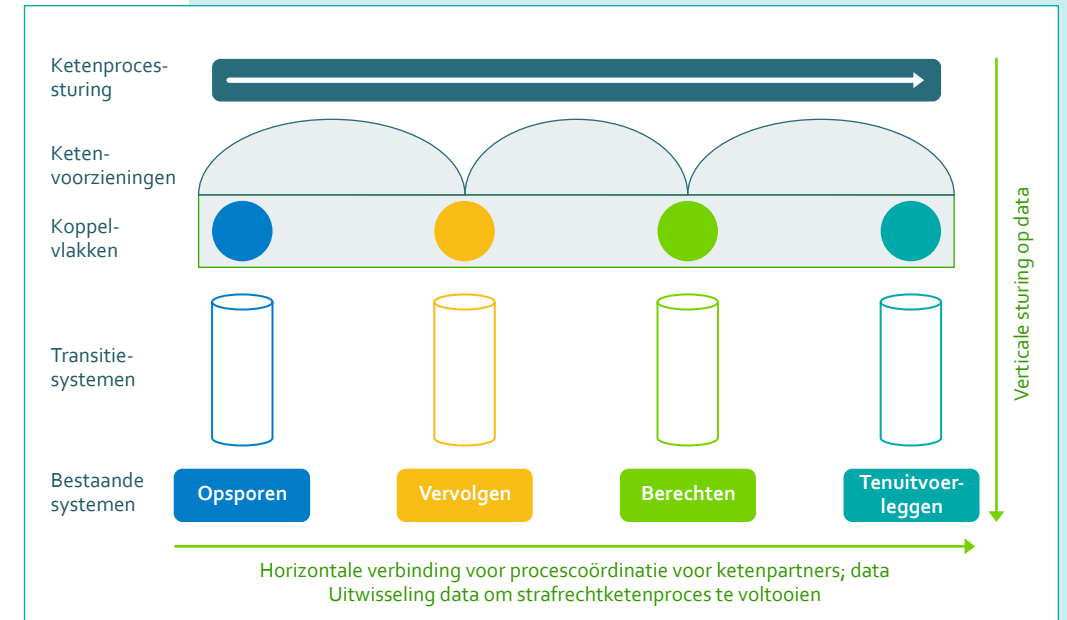 Ketenproces-
sturing
Keten-
voorzieningen
Koppel-
vlakken
Verticale sturing op data
Transitie-
systemen
Bestaande
systemen
Opsporen
Vervolgen
Berechten
Tenuitvoer-
leggen
Horizontale verbinding voor procescoördinatie voor ketenpartners; data
Uitwisseling data om strafrechtketenproces te voltooien